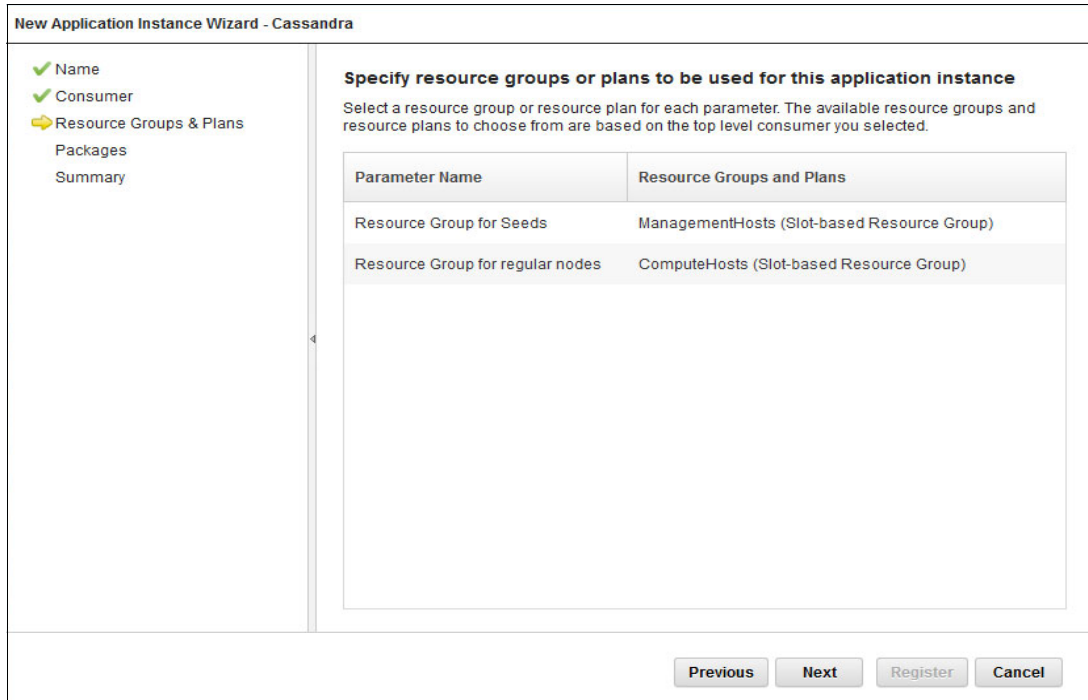 New Application Instance Wizard - Cassandra
Name
Consumer
Resource Groups & Plans
Packages
Summary
Specify resource groups or plans to be used for this application instance
Select a resource group or resource plan for each parameter. The available resource groups and
resource plans to choose from are based on the top level consumer you selected.
Parameter Name Resource Groups and Plans
Resource Group for Seeds ManagementHosts (Slot-based Resource Group)
Resource Group for regular nodes ComputeHosts (Slot-based Resource Group)
Previous Next Register Cancel